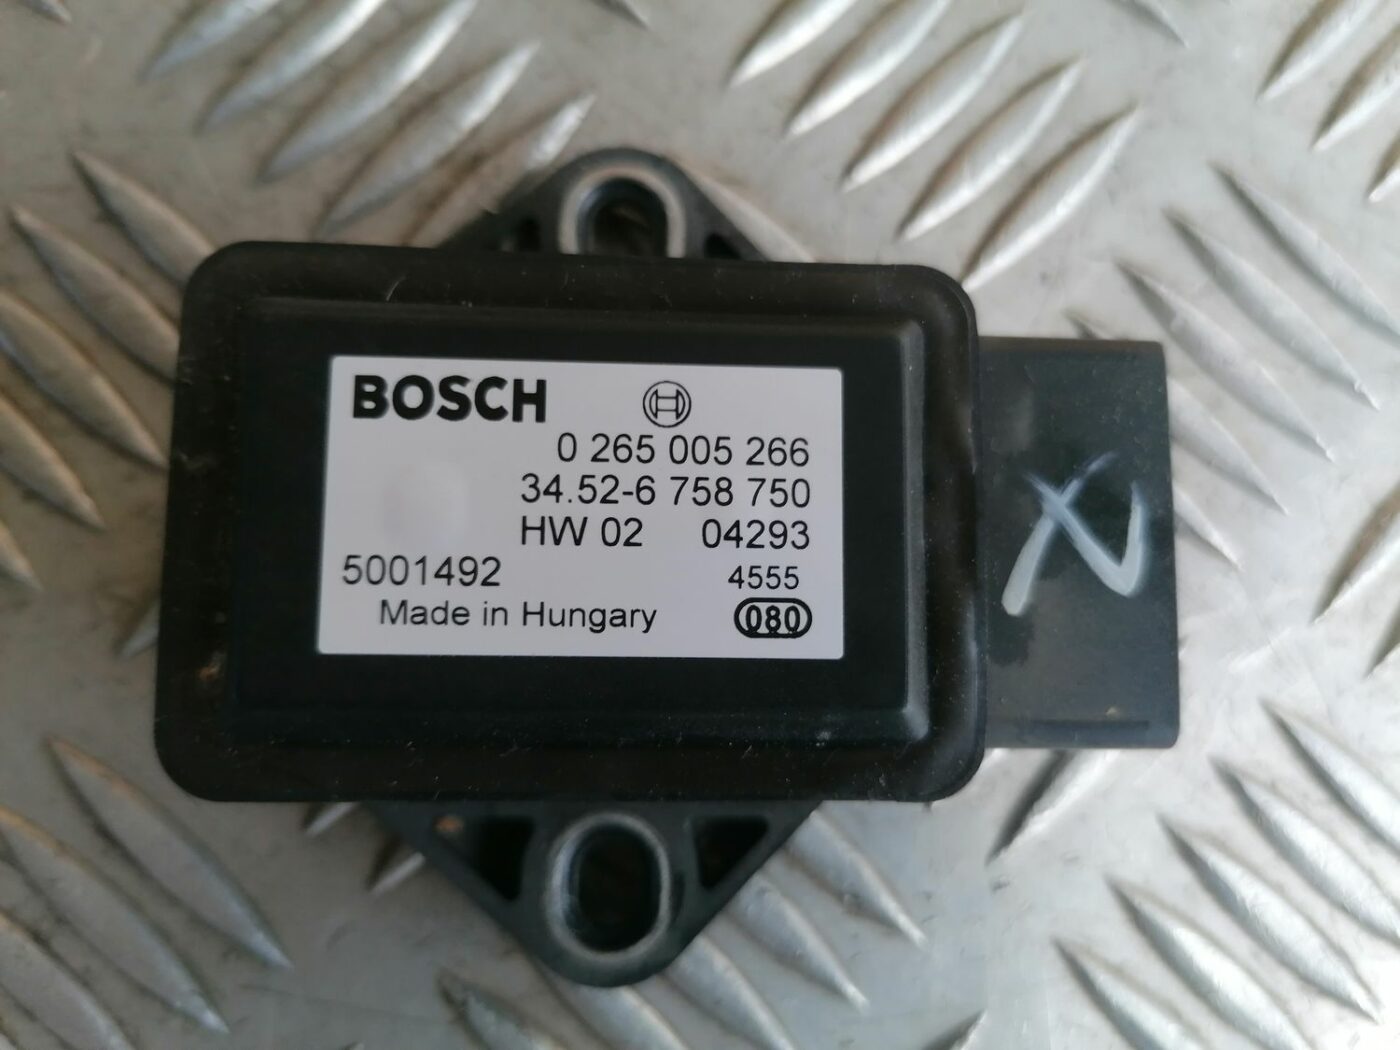 BOSCH
0 265 005 266
34.52-6 758 750
HW 02 04293
5001492 4555
Made in Hungary 080